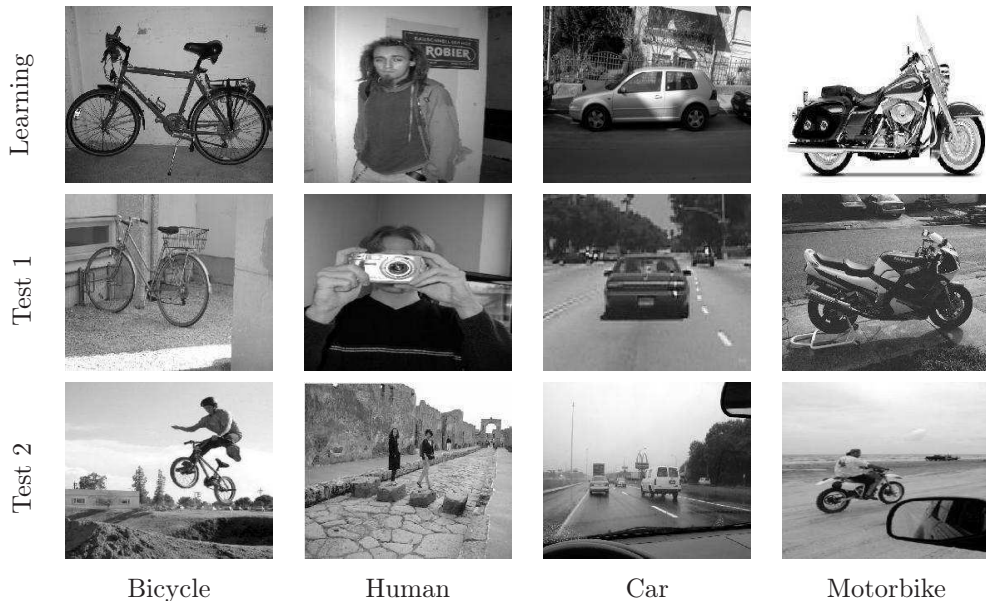 Learning
ROBIER
Test 1
Test 2
Bicycle
Human
Car
Motorbike